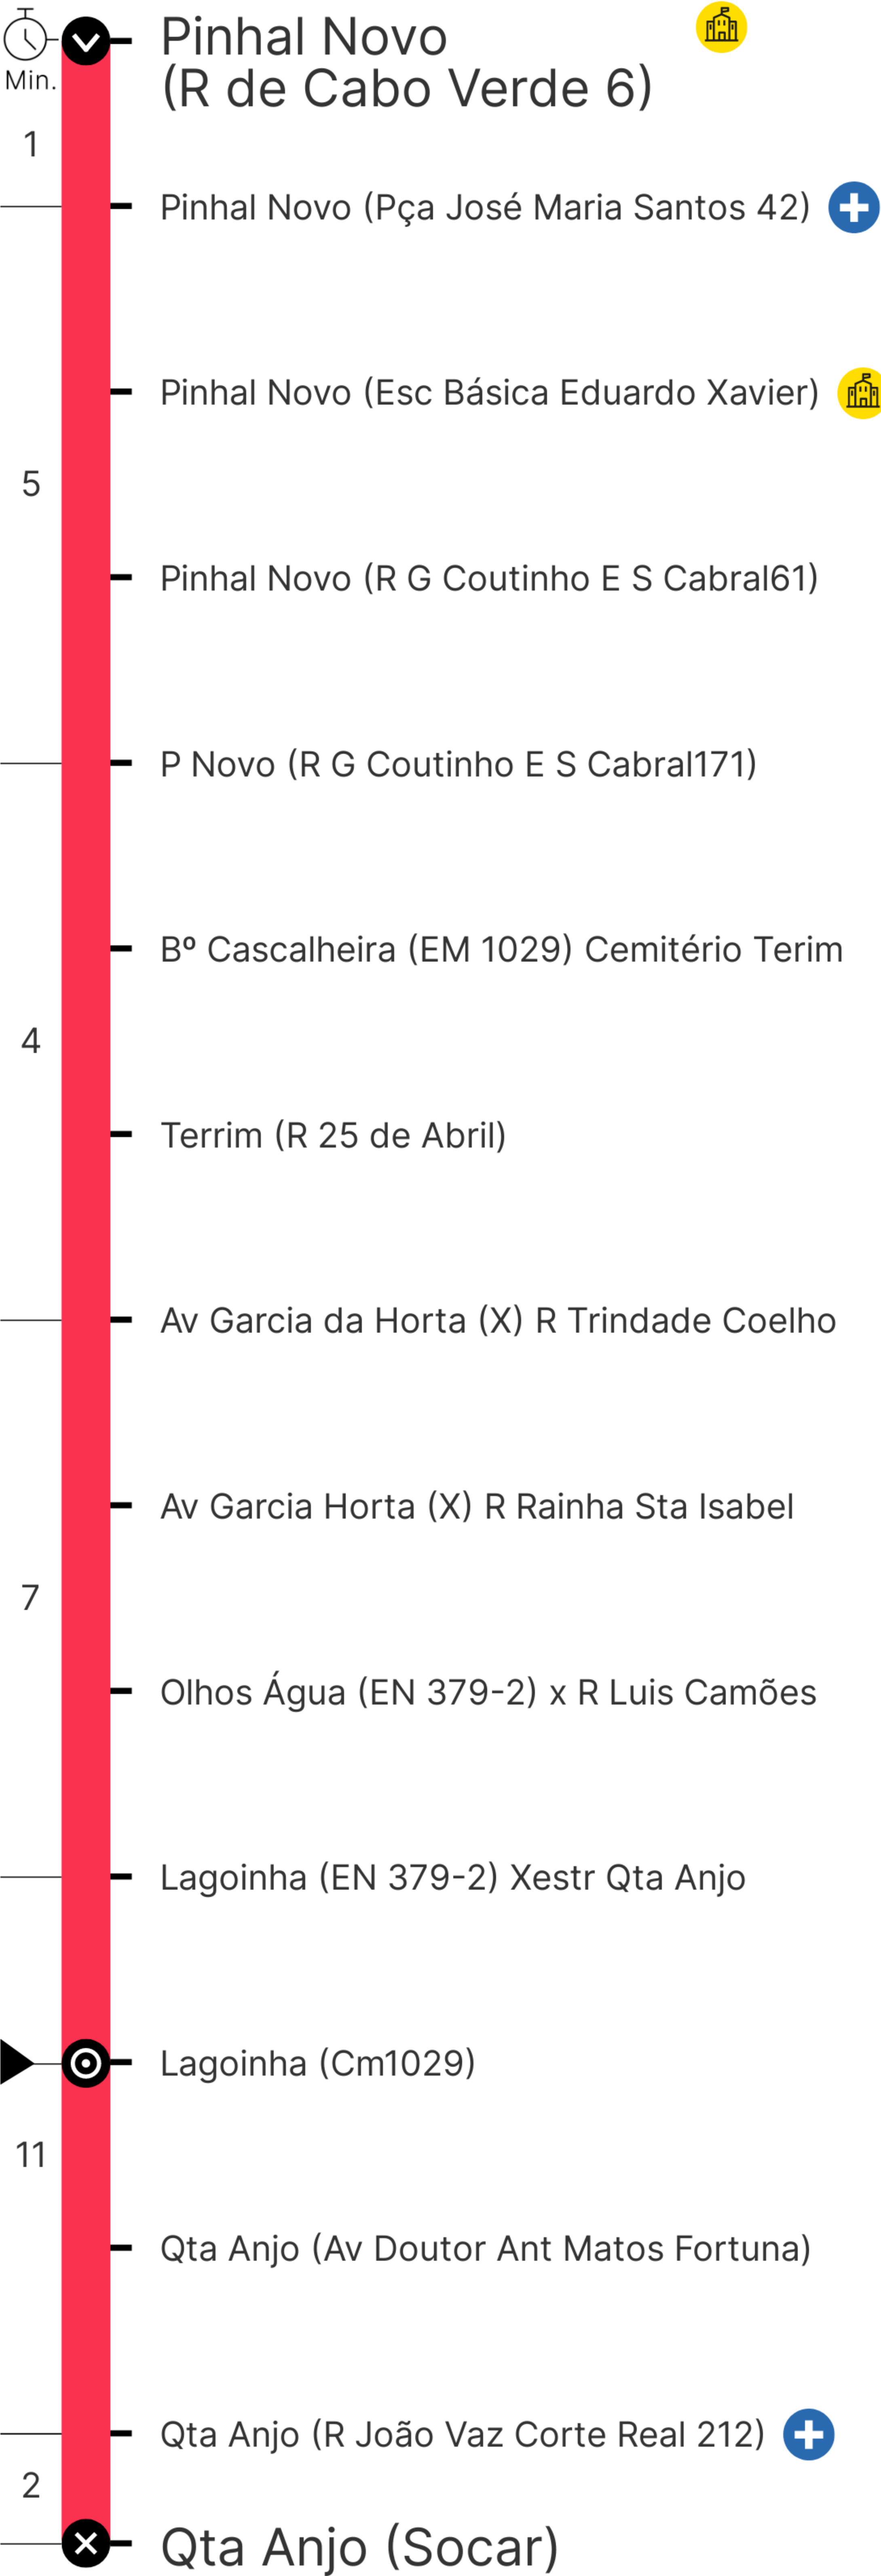 Pinhal Novo
(R de Cabo Verde 6)
Min.
1
Pinhal Novo (Pça José Maria Santos 42)
Pinhal Novo (Esc Básica Eduardo Xavier)
5
Pinhal Novo (R G Coutinho E S Cabral61)
P Novo (R G Coutinho E S Cabral171)
Bº Cascalheira (EM 1029) Cemitério Terim
4
Terrim (R 25 de Abril)
Av Garcia da Horta (X) R Trindade Coelho
Av Garcia Horta (X) R Rainha Sta Isabel
7
Olhos Água (EN 379-2) x R Luis Camões
Lagoinha (EN 379-2) Xestr Qta Anjo
Lagoinha (Cm1029)
11
Qta Anjo (Av Doutor Ant Matos Fortuna)
Qta Anjo (R João Vaz Corte Real 212)
2
Qta Anjo (Socar)